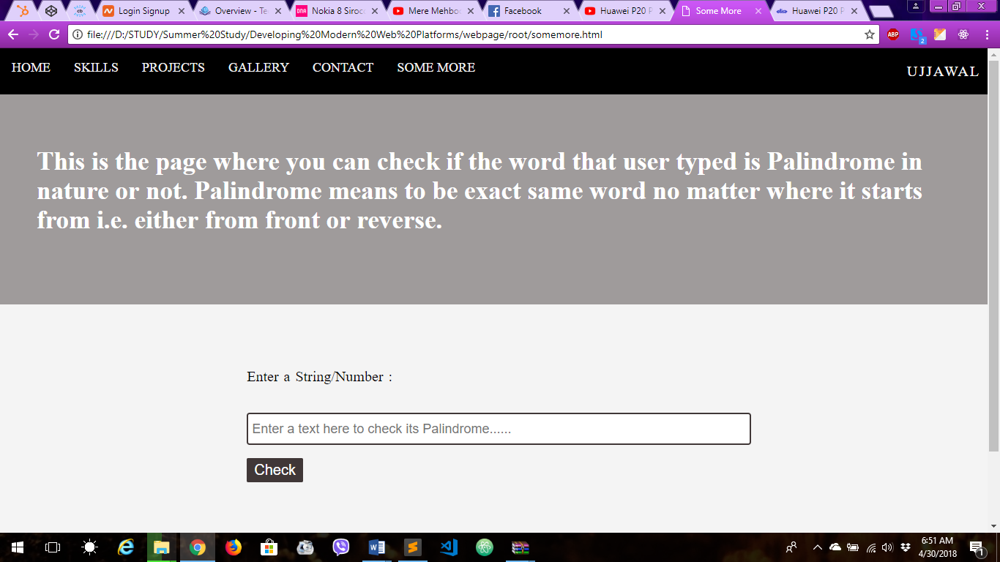 Login Signup
Overview - Te
Nokia 8 Siroc
Mere Mehbo
Facebook
Huawei P20 P
Some More
Huawei P20 P
file:///D:/STUDY/Summer%20Study/Developing%20Modern%20Web%20Platforms/webpage/root/somemore.html
ABP
2
HOME SKILLS PROJECTS GALLERY CONTACT SOME MORE
UJJAWAL
This is the page where you can check if the word that user typed is Palindrome in
nature or not. Palindrome means to be exact same word no matter where it starts
from i.e. either from front or reverse.
Enter a String/Number :
Enter a text here to check its Palindrome......
Check
6:51 AM
4/30/2018
1